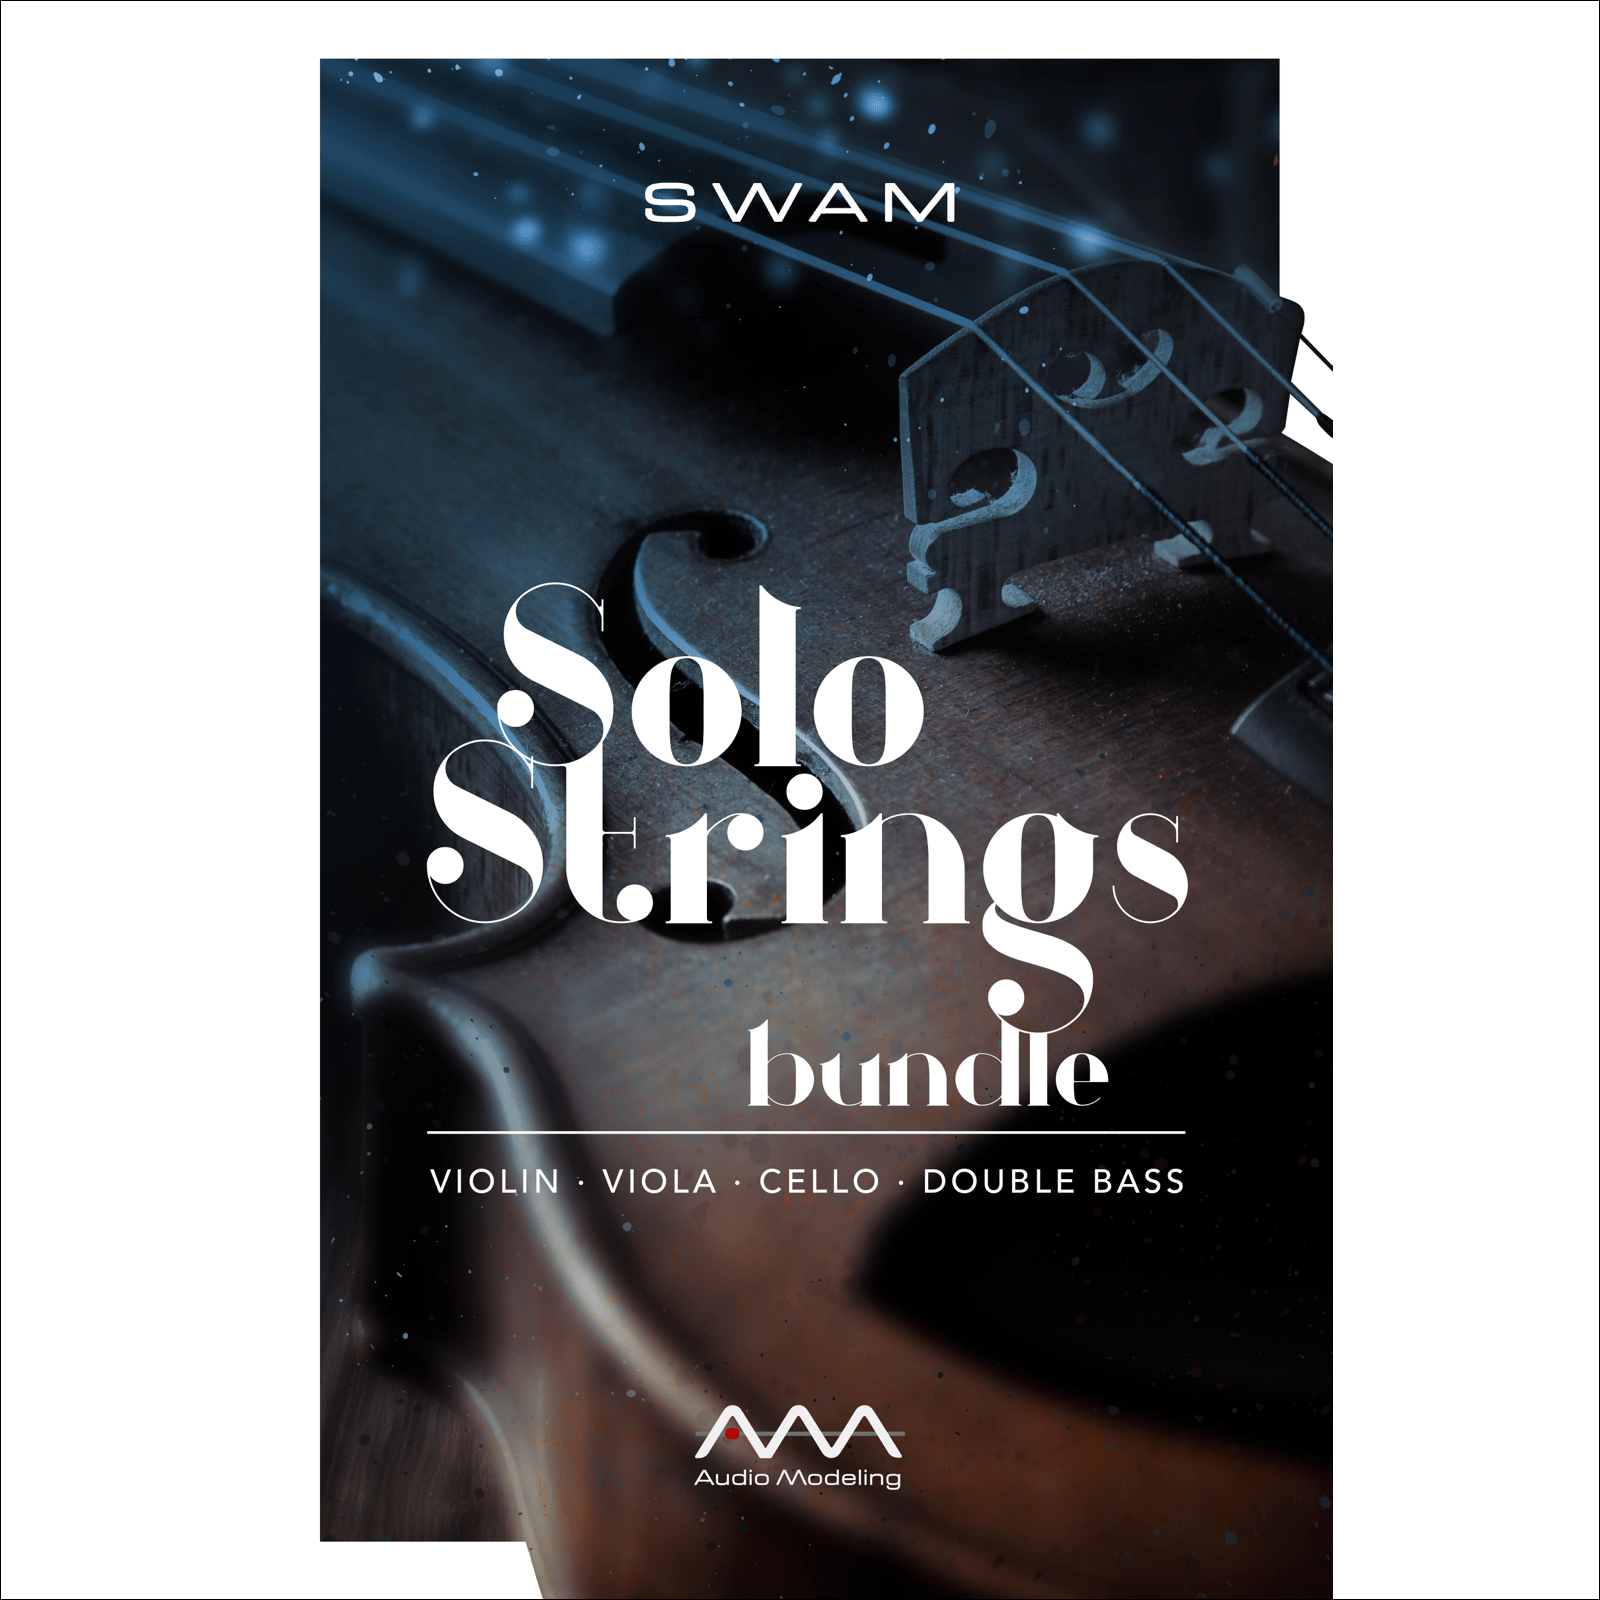 SWAM
Solo
Strings
bundle
VIOLIN · VIOLA · CELLO · DOUBLE BASS
Audio Modeling